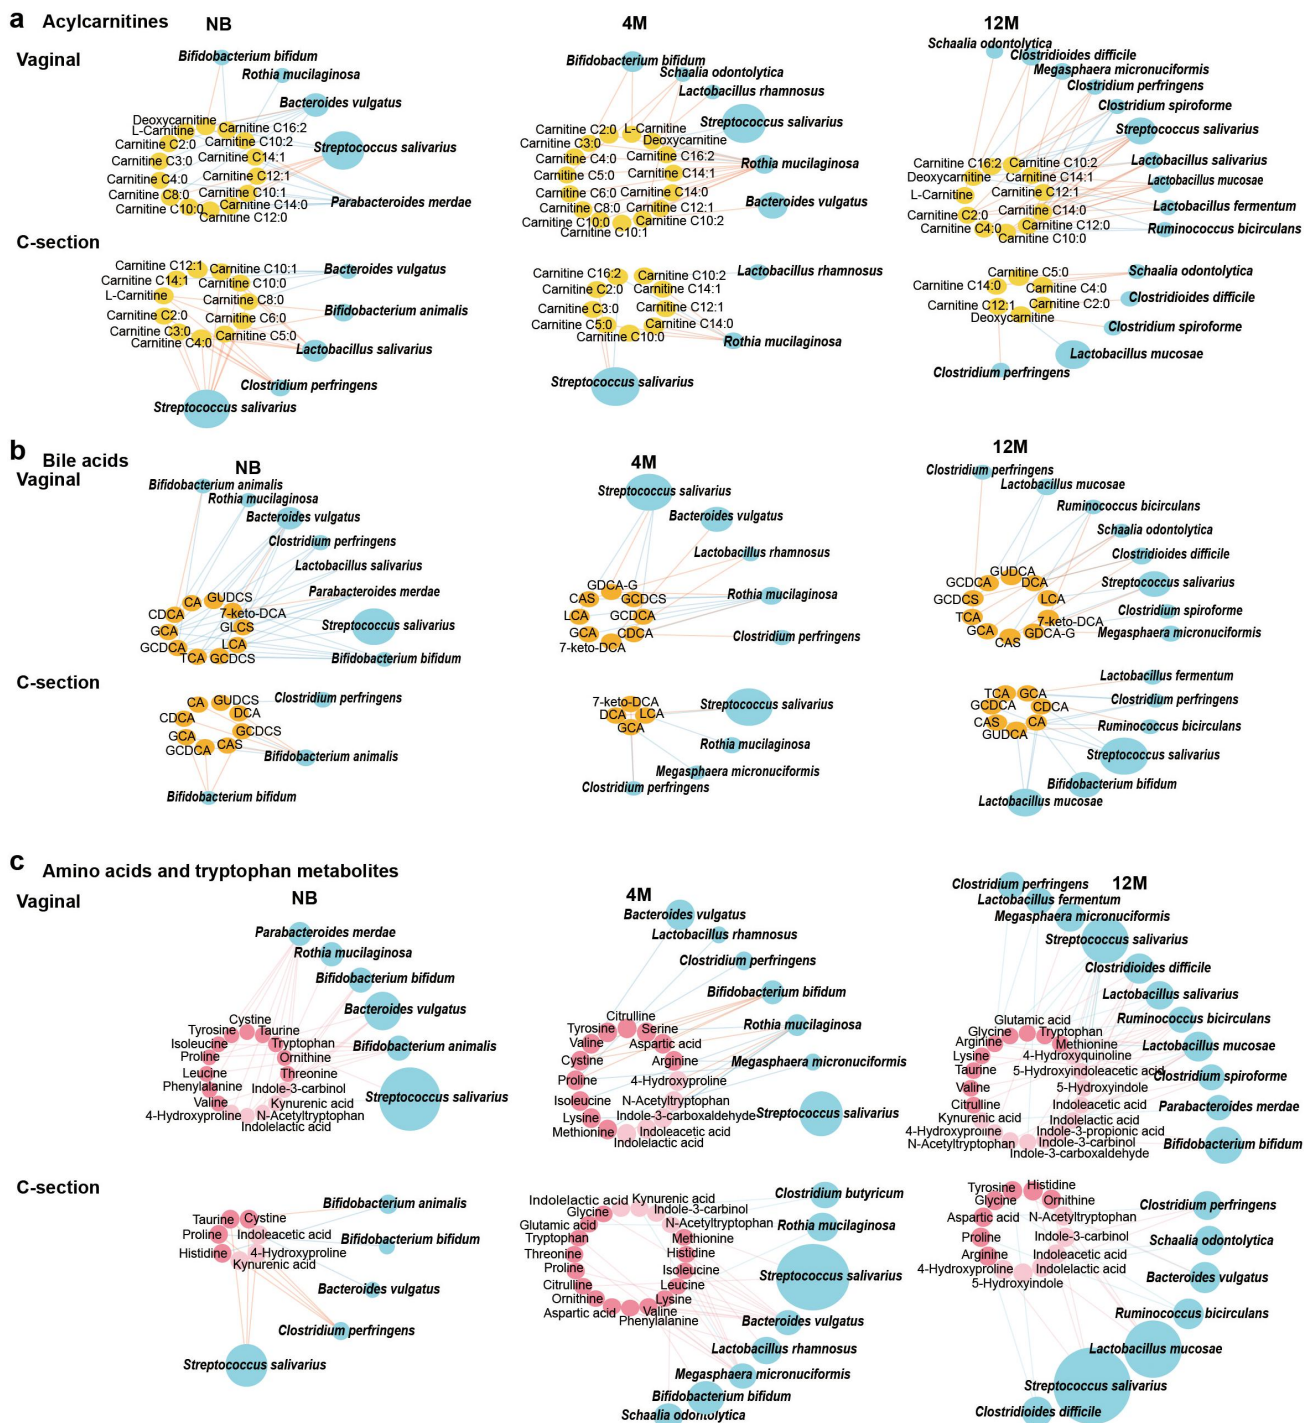 a Acylcarnitines
NB
4M
12M
Vaginal
Bifidobacterium bifidum
Rothia mucilaginosa
Bacteroides vulgatus
Streptococcus salivarius
Parabacteroides merdae
Deoxycarnitine
L-Carnitine
Carnitine C16:2
Carnitine C2:0
Carnitine C10:2
Carnitine C3:0
Carnitine C14:1
Carnitine C4:0
Carnitine C12:1
Carnitine C8:0
Carnitine C10:1
Carnitine C10:0
Carnitine C14:0
Carnitine C12:0
Bifidobacterium bifidum
Schaalia odontolytica
Lactobacillus rhamnosus
Streptococcus salivarius
Rothia mucilaginosa
Bacteroides vulgatus
Carnitine C2:0
L-Carnitine
Carnitine C3:0
Deoxycarnitine
Carnitine C4:0
Carnitine C16:2
Carnitine C5:0
Carnitine C14:1
Carnitine C6:0
Carnitine C14:0
Carnitine C8:0
Carnitine C12:1
Carnitine C10:0
Carnitine C10:2
Carnitine C10:1
Schaalia odontolytica
Clostridioides difficile
Megasphaera micronuciformis
Clostridium perfringens
Clostridium spiroforme
Streptococcus salivarius
Lactobacillus salivarius
Lactobacillus mucosae
Lactobacillus fermentum
Ruminococcus bicirculans
Carnitine C16:2
Carnitine C10:2
Deoxycarnitine
Carnitine C14:1
L-Carnitine
Carnitine C12:1
Carnitine C2:0
Carnitine C14:0
Carnitine C4:0
Carnitine C12:0
Carnitine C10:0
C-section
Carnitine C12:1
Carnitine C10:1
Carnitine C14:1
Carnitine C10:0
L-Carnitine
Carnitine C8:0
Carnitine C2:0
Carnitine C6:0
Carnitine C3:0
Carnitine C5:0
Carnitine C4:0
Bacteroides vulgatus
Bifidobacterium animalis
Lactobacillus salivarius
Clostridium perfringens
Streptococcus salivarius
Carnitine C16:2
Carnitine C10:2
Carnitine C2:0
Carnitine C14:1
Carnitine C3:0
Carnitine C12:1
Carnitine C5:0
Carnitine C14:0
Carnitine C10:0
Lactobacillus rhamnosus
Rothia mucilaginosa
Streptococcus salivarius
Carnitine C5:0
Carnitine C14:0
Carnitine C4:0
Carnitine C12:1
Carnitine C2:0
Deoxycarnitine
Schaalia odontolytica
Clostridioides difficile
Clostridium spiroforme
Lactobacillus mucosae
Clostridium perfringens
b Bile acids
NB
4M
12M
Vaginal
Bifidobacterium animalis
Rothia mucilaginosa
Bacteroides vulgatus
Clostridium perfringens
Lactobacillus salivarius
Parabacteroides merdae
Streptococcus salivarius
Bifidobacterium bifidum
CA
GUDCS
CDCA
7-keto-DCA
GCA
GLCS
GCDCA
LCA
TCA
GCDCS
Streptococcus salivarius
Bacteroides vulgatus
Lactobacillus rhamnosus
Rothia mucilaginosa
Clostridium perfringens
GDCA-G
CAS
GCDCS
LCA
GCDCA
GCA
CDCA
7-keto-DCA
Clostridium perfringens
Lactobacillus mucosae
Ruminococcus bicirculans
Schaalia odontolytica
Clostridioides difficile
Streptococcus salivarius
Clostridium spiroforme
Megasphaera micronuciformis
GUDCA
GCDCA
DCA
GCDCS
LCA
TCA
7-keto-DCA
GCA
GDCA-G
CAS
C-section
CA
GUDCS
CDCA
DCA
GCA
GCDCS
GCDCA
CAS
Clostridium perfringens
Bifidobacterium animalis
Bifidobacterium bifidum
7-keto-DCA
DCA
LCA
GCA
Streptococcus salivarius
Rothia mucilaginosa
Megasphaera micronuciformis
Clostridium perfringens
TCA
GCA
GCDCA
CDCA
CAS
CA
GUDCA
Lactobacillus fermentum
Clostridium perfringens
Ruminococcus bicirculans
Streptococcus salivarius
Bifidobacterium bifidum
Lactobacillus mucosae
c Amino acids and tryptophan metabolites
NB
4M
12M
Vaginal
Parabacteroides merdae
Rothia mucilaginosa
Bifidobacterium bifidum
Bacteroides vulgatus
Bifidobacterium animalis
Streptococcus salivarius
Cystine
Tyrosine
Taurine
Isoleucine
Tryptophan
Proline
Ornithine
Leucine
Threonine
Phenylalanine
Indole-3-carbinol
Valine
Kynurenic acid
4-Hydroxyproline
N-Acetyltryptophan
Indolelactic acid
Bacteroides vulgatus
Lactobacillus rhamnosus
Clostridium perfringens
Bifidobacterium bifidum
Rothia mucilaginosa
Megasphaera micronuciformis
Streptococcus salivarius
Citrulline
Tyrosine
Serine
Valine
Aspartic acid
Cystine
Arginine
Proline
4-Hydroxyproline
Isoleucine
N-Acetyltryptophan
Lysine
Indole-3-carboxaldehyde
Methionine
Indoleacetic acid
Indolelactic acid
Clostridium perfringens
Lactobacillus fermentum
Megasphaera micronuciformis
Streptococcus salivarius
Clostridioides difficile
Lactobacillus salivarius
Ruminococcus bicirculans
Lactobacillus mucosae
Clostridium spiroforme
Parabacteroides merdae
Bifidobacterium bifidum
Glutamic acid
Glycine
Tryptophan
Arginine
Methionine
Lysine
4-Hydroxyquinoline
Taurine
5-Hydroxyindoleacetic acid
Valine
5-Hydroxyindole
Citrulline
Indoleacetic acid
Kynurenic acid
Indolelactic acid
4-Hydroxyproline
Indole-3-propionic acid
N-Acetyltryptophan
Indole-3-carbinol
Indole-3-carboxaldehyde
C-section
Taurine
Cystine
Proline
Indoleacetic acid
Histidine
4-Hydroxyproline
Kynurenic acid
Bifidobacterium animalis
Bifidobacterium bifidum
Bacteroides vulgatus
Clostridium perfringens
Streptococcus salivarius
Indolelactic acid
Kynurenic acid
Glycine
Indole-3-carbinol
Glutamic acid
N-Acetyltryptophan
Tryptophan
Methionine
Threonine
Histidine
Proline
Isoleucine
Citrulline
Leucine
Ornithine
Lysine
Aspartic acid
Valine
Phenylalanine
Clostridium butyricum
Rothia mucilaginosa
Streptococcus salivarius
Bacteroides vulgatus
Lactobacillus rhamnosus
Megasphaera micronuciformis
Bifidobacterium bifidum
Schaalia odontolytica
Tyrosine
Histidine
Glycine
Ornithine
Aspartic acid
N-Acetyltryptophan
Proline
Indole-3-carbinol
Arginine
Indoleacetic acid
4-Hydroxyproline
Indolelactic acid
5-Hydroxyindole
Clostridium perfringens
Schaalia odontolytica
Bacteroides vulgatus
Ruminococcus bicirculans
Lactobacillus mucosae
Streptococcus salivarius
Clostridioides difficile